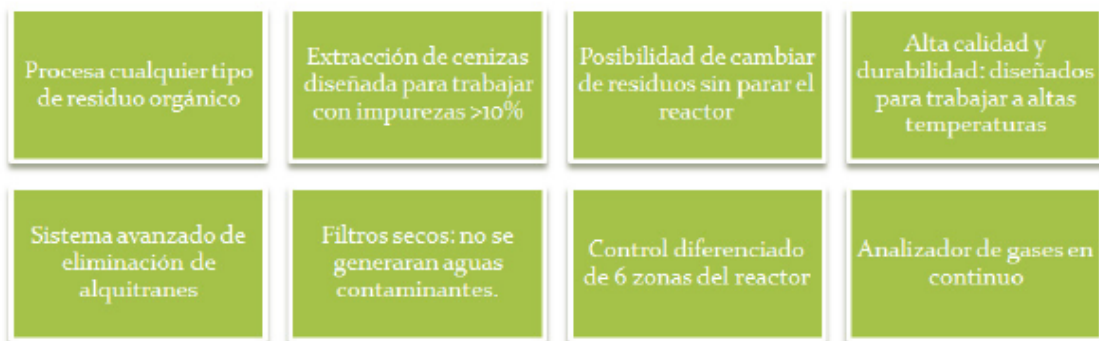 Procesa cualquier tipo
de residuo orgánico
Extracción de cenizas
diseñada para trabajar
con impurezas >10%
Posibilidad de cambiar
de residuos sin parar el
reactor
Alta calidad y
durabilidad: diseñados
para trabajar a altas
temperaturas
Sistema avanzado de
eliminación de
alquitranes
Filtros secos: no se
generaran aguas
contaminantes.
Control diferenciado
de 6 zonas del reactor
Analizador de gases en
continuo